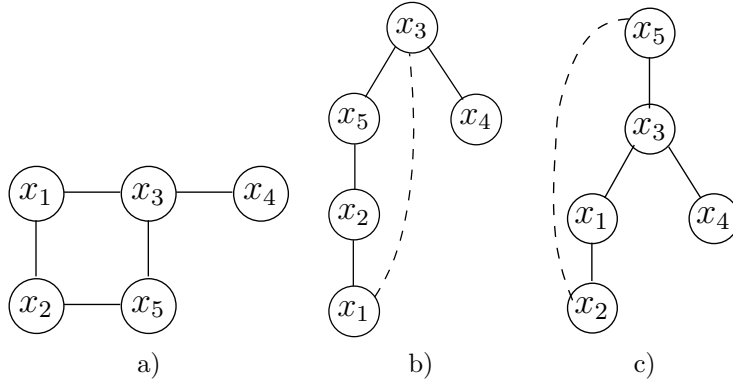 x₁ x₃ x₄
x₂ x₅
a)
x₃
x₅ x₄
x₂
x₁
b)
x₅
x₃
x₁ x₄
x₂
c)